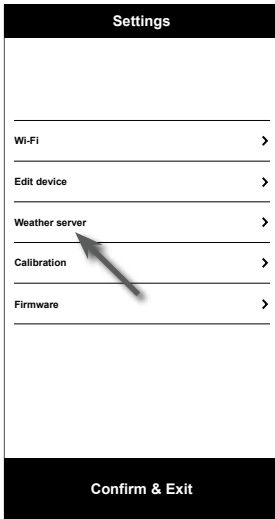 Settings
Wi-Fi
Edit device
Weather server
Calibration
Firmware
Confirm & Exit